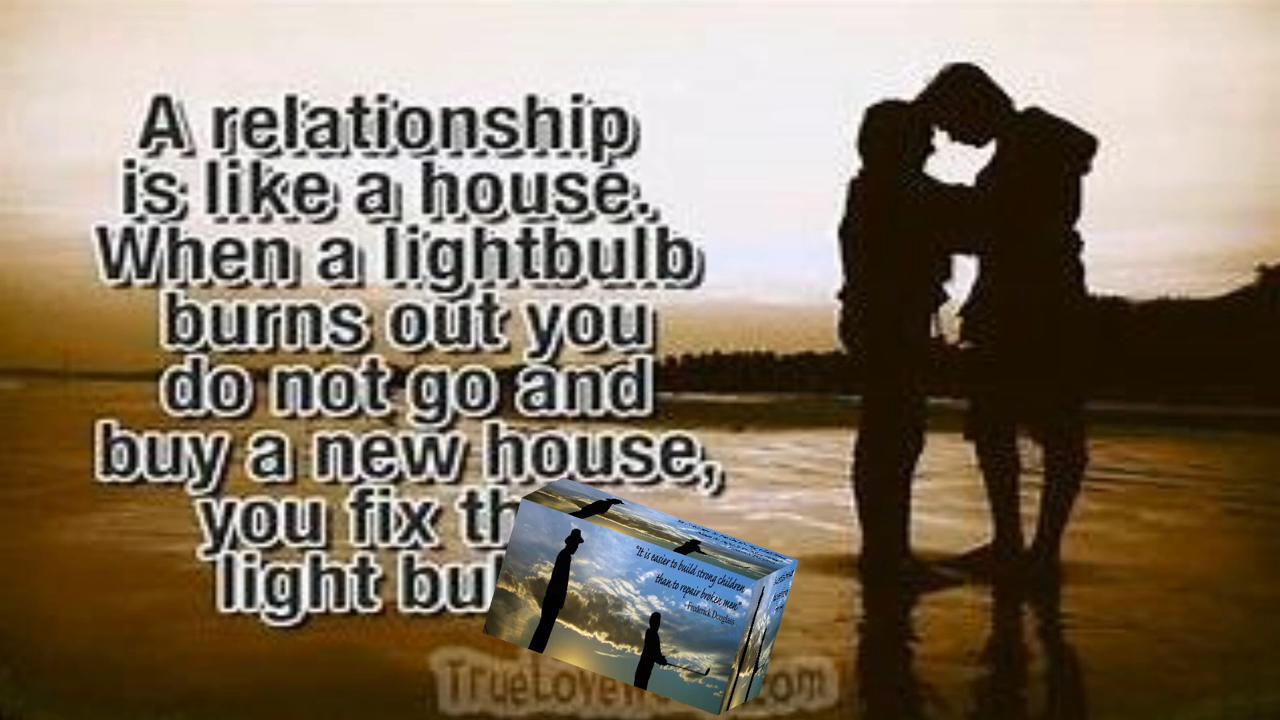 A relationship
is like a house.
When a lightbulb
burns out you
do not go and
buy a new house,
you fix
light
"It is easier to build strong children
than to repair broken men"
-Frederick Douglass